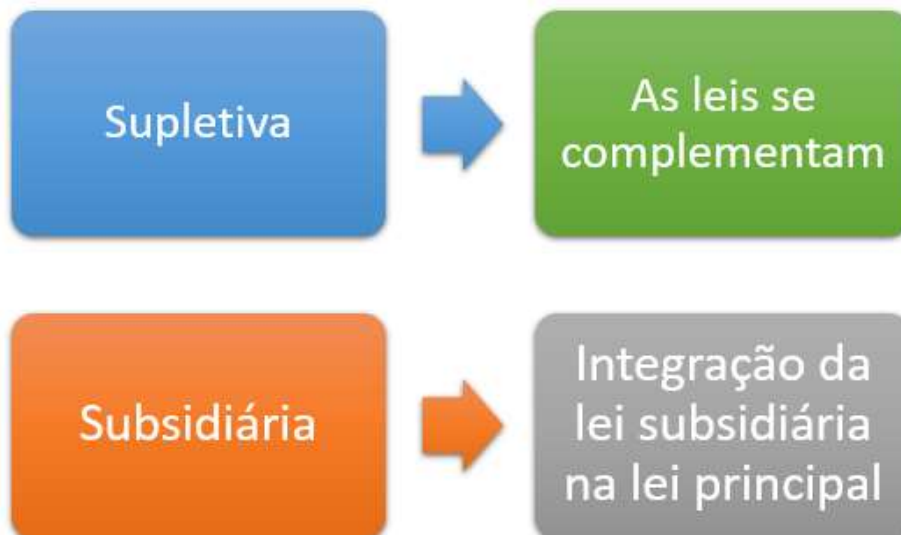 Supletiva
As leis se
complementam
Subsidiária
Integração da
lei subsidiária
na lei principal